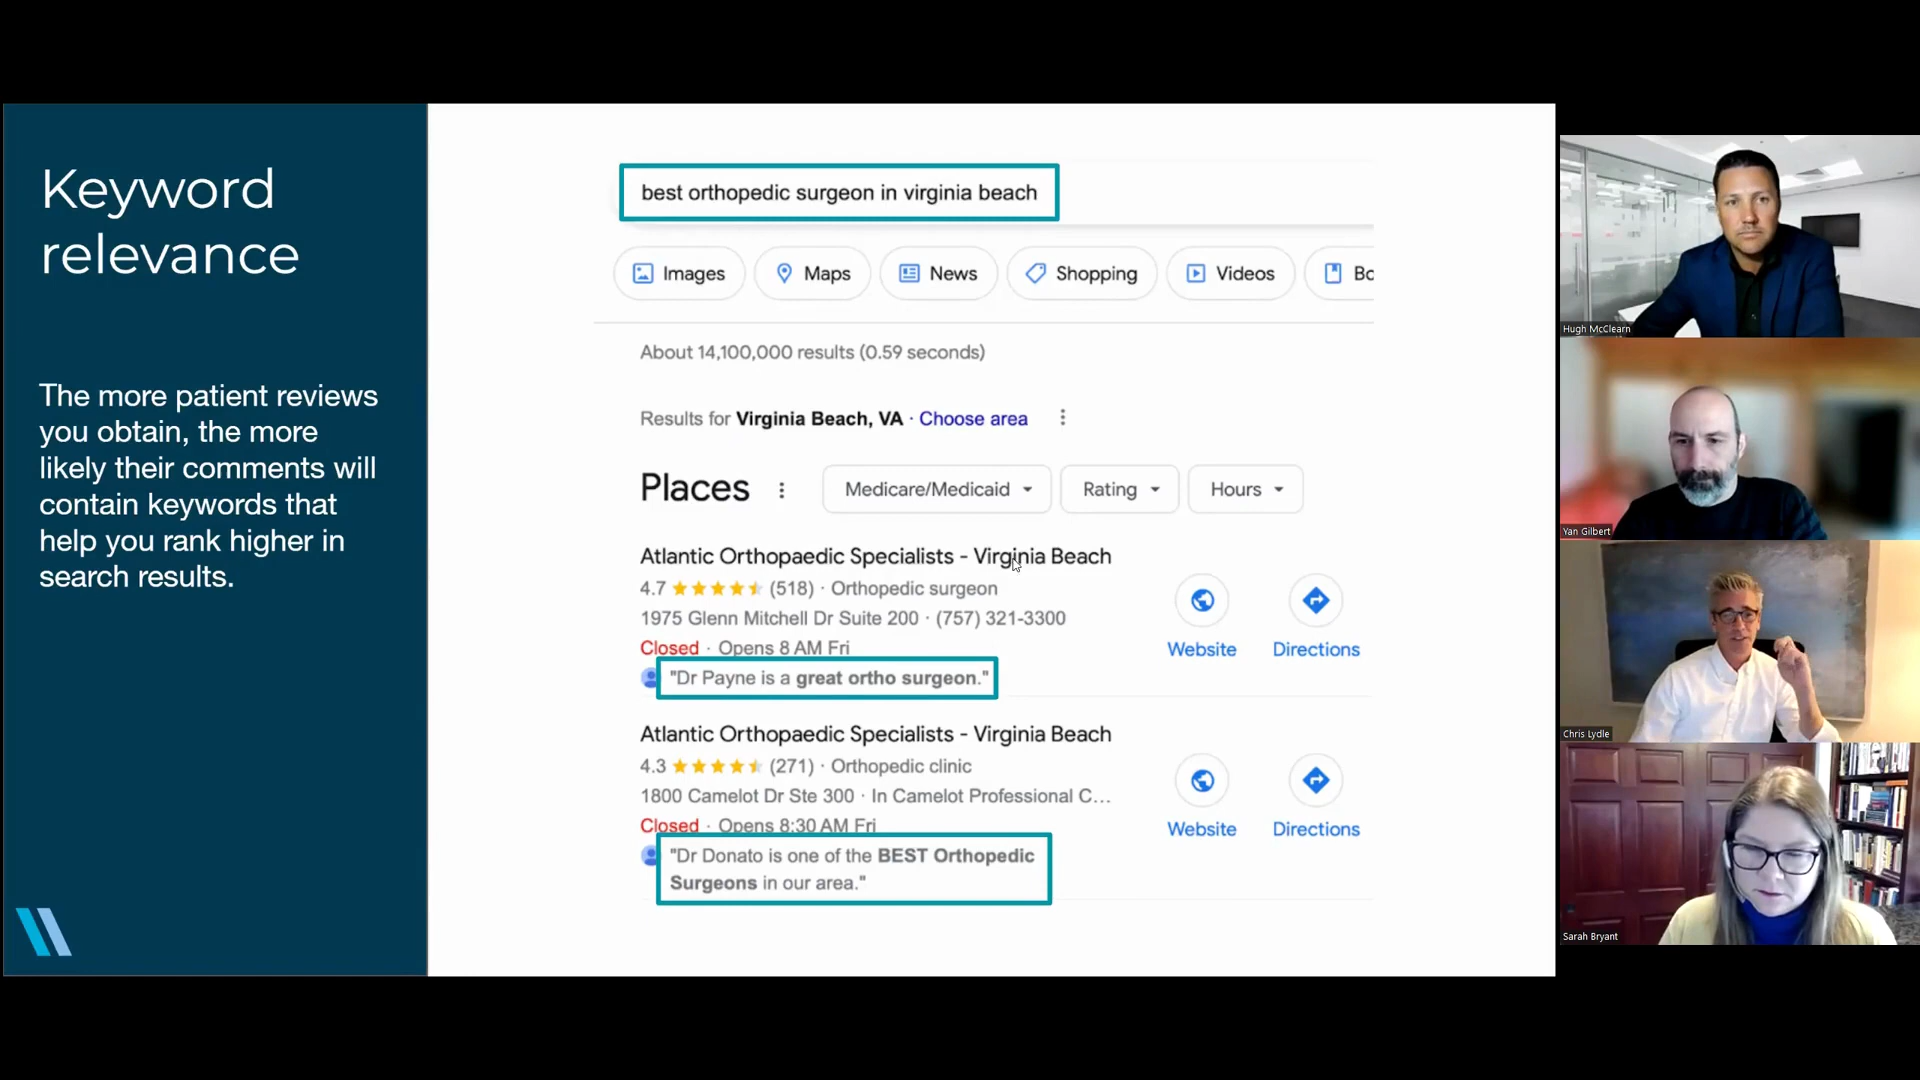 Keyword
relevance
The more patient reviews
you obtain, the more
likely their comments will
contain keywords that
help you rank higher in
search results.
best orthopedic surgeon in virginia beach
Images
Maps
News
Shopping
Videos
Bo
About 14,100,000 results (0.59 seconds)
Results for Virginia Beach, VA · Choose area
Places
Medicare/Medicaid
Rating
Hours
Atlantic Orthopaedic Specialists - Virginia Beach
4.7 (518) · Orthopedic surgeon
1975 Glenn Mitchell Dr Suite 200 · (757) 321-3300
Closed · Opens 8 AM Fri
"Dr Payne is a great ortho surgeon."
Website
Directions
Atlantic Orthopaedic Specialists - Virginia Beach
4.3 (271) · Orthopedic clinic
1800 Camelot Dr Ste 300 · In Camelot Professional C...
Closed · Opens 8:30 AM Fri
"Dr Donato is one of the BEST Orthopedic
Surgeons in our area."
Website
Directions
Hugh McClearn
Yan Gilbert
Chris Lydle
Sarah Bryant